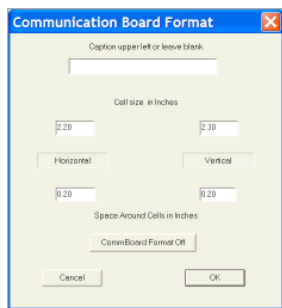 Communication Board Format
Caption upper left or leave blank
Cell size in Inches
2.20 2.30
Horizontal Vertical
0.20 0.20
Space Around Cells in Inches
CommBoard Format Off
Cancel OK